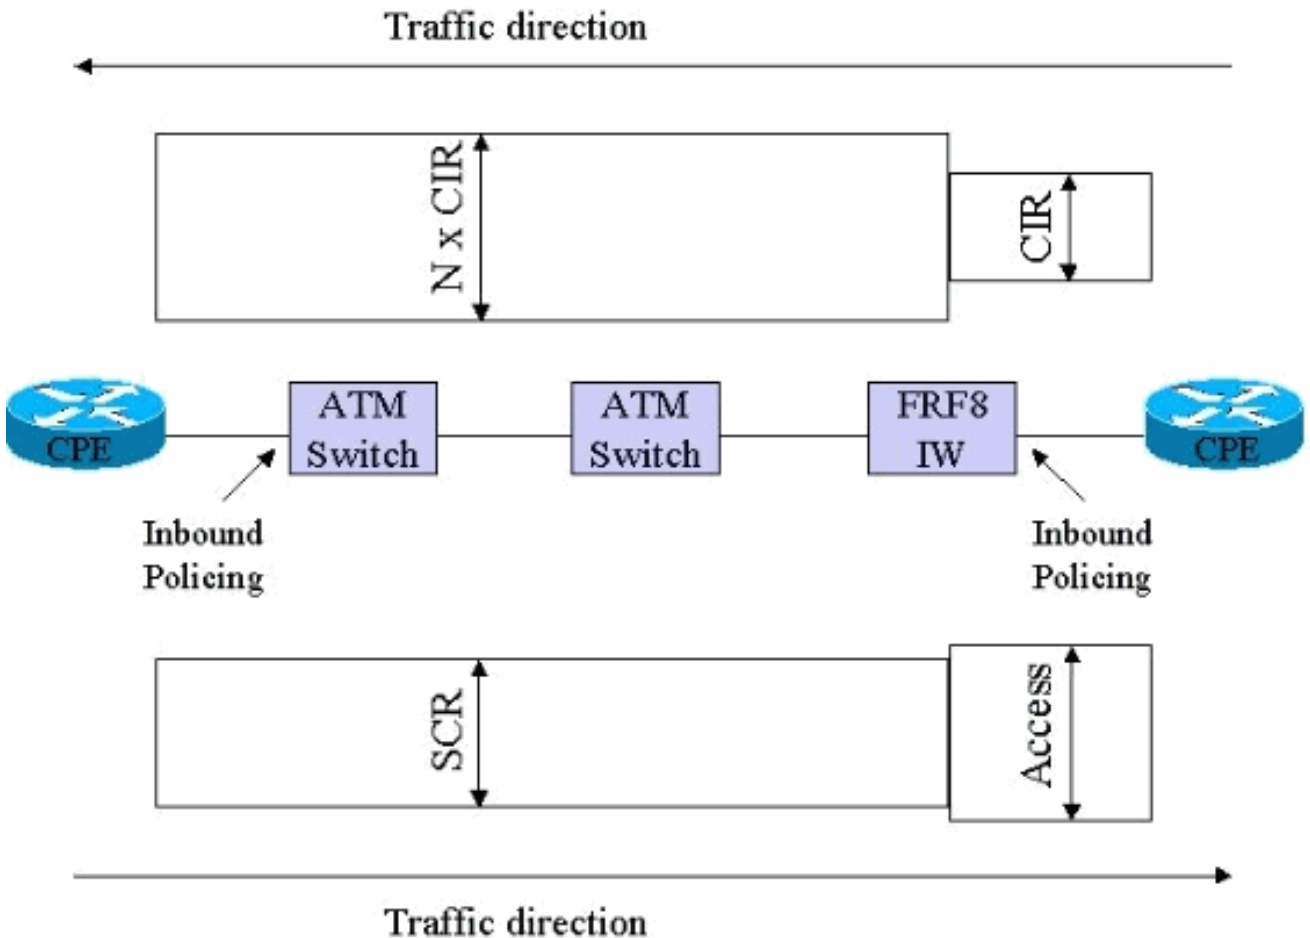 Traffic direction
N x CIR
CIR
CPE
ATM
Switch
ATM
Switch
FRF8
IW
CPE
Inbound
Policing
Inbound
Policing
SCR
Access
Traffic direction